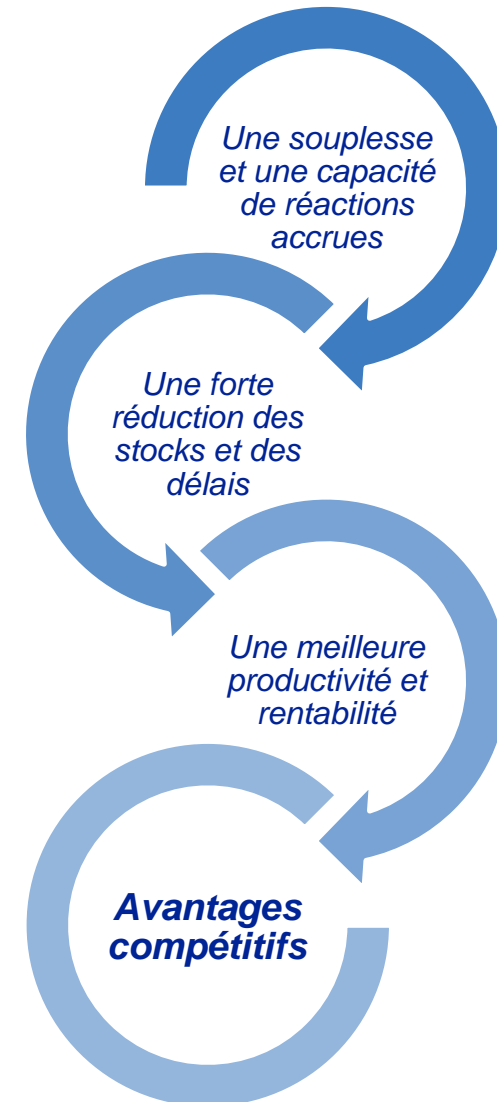 Une souplesse
et une capacité
de réactions
accrues
Une forte
réduction des
stocks et des
délais
Une meilleure
productivité et
rentabilité
Avantages
compétitifs